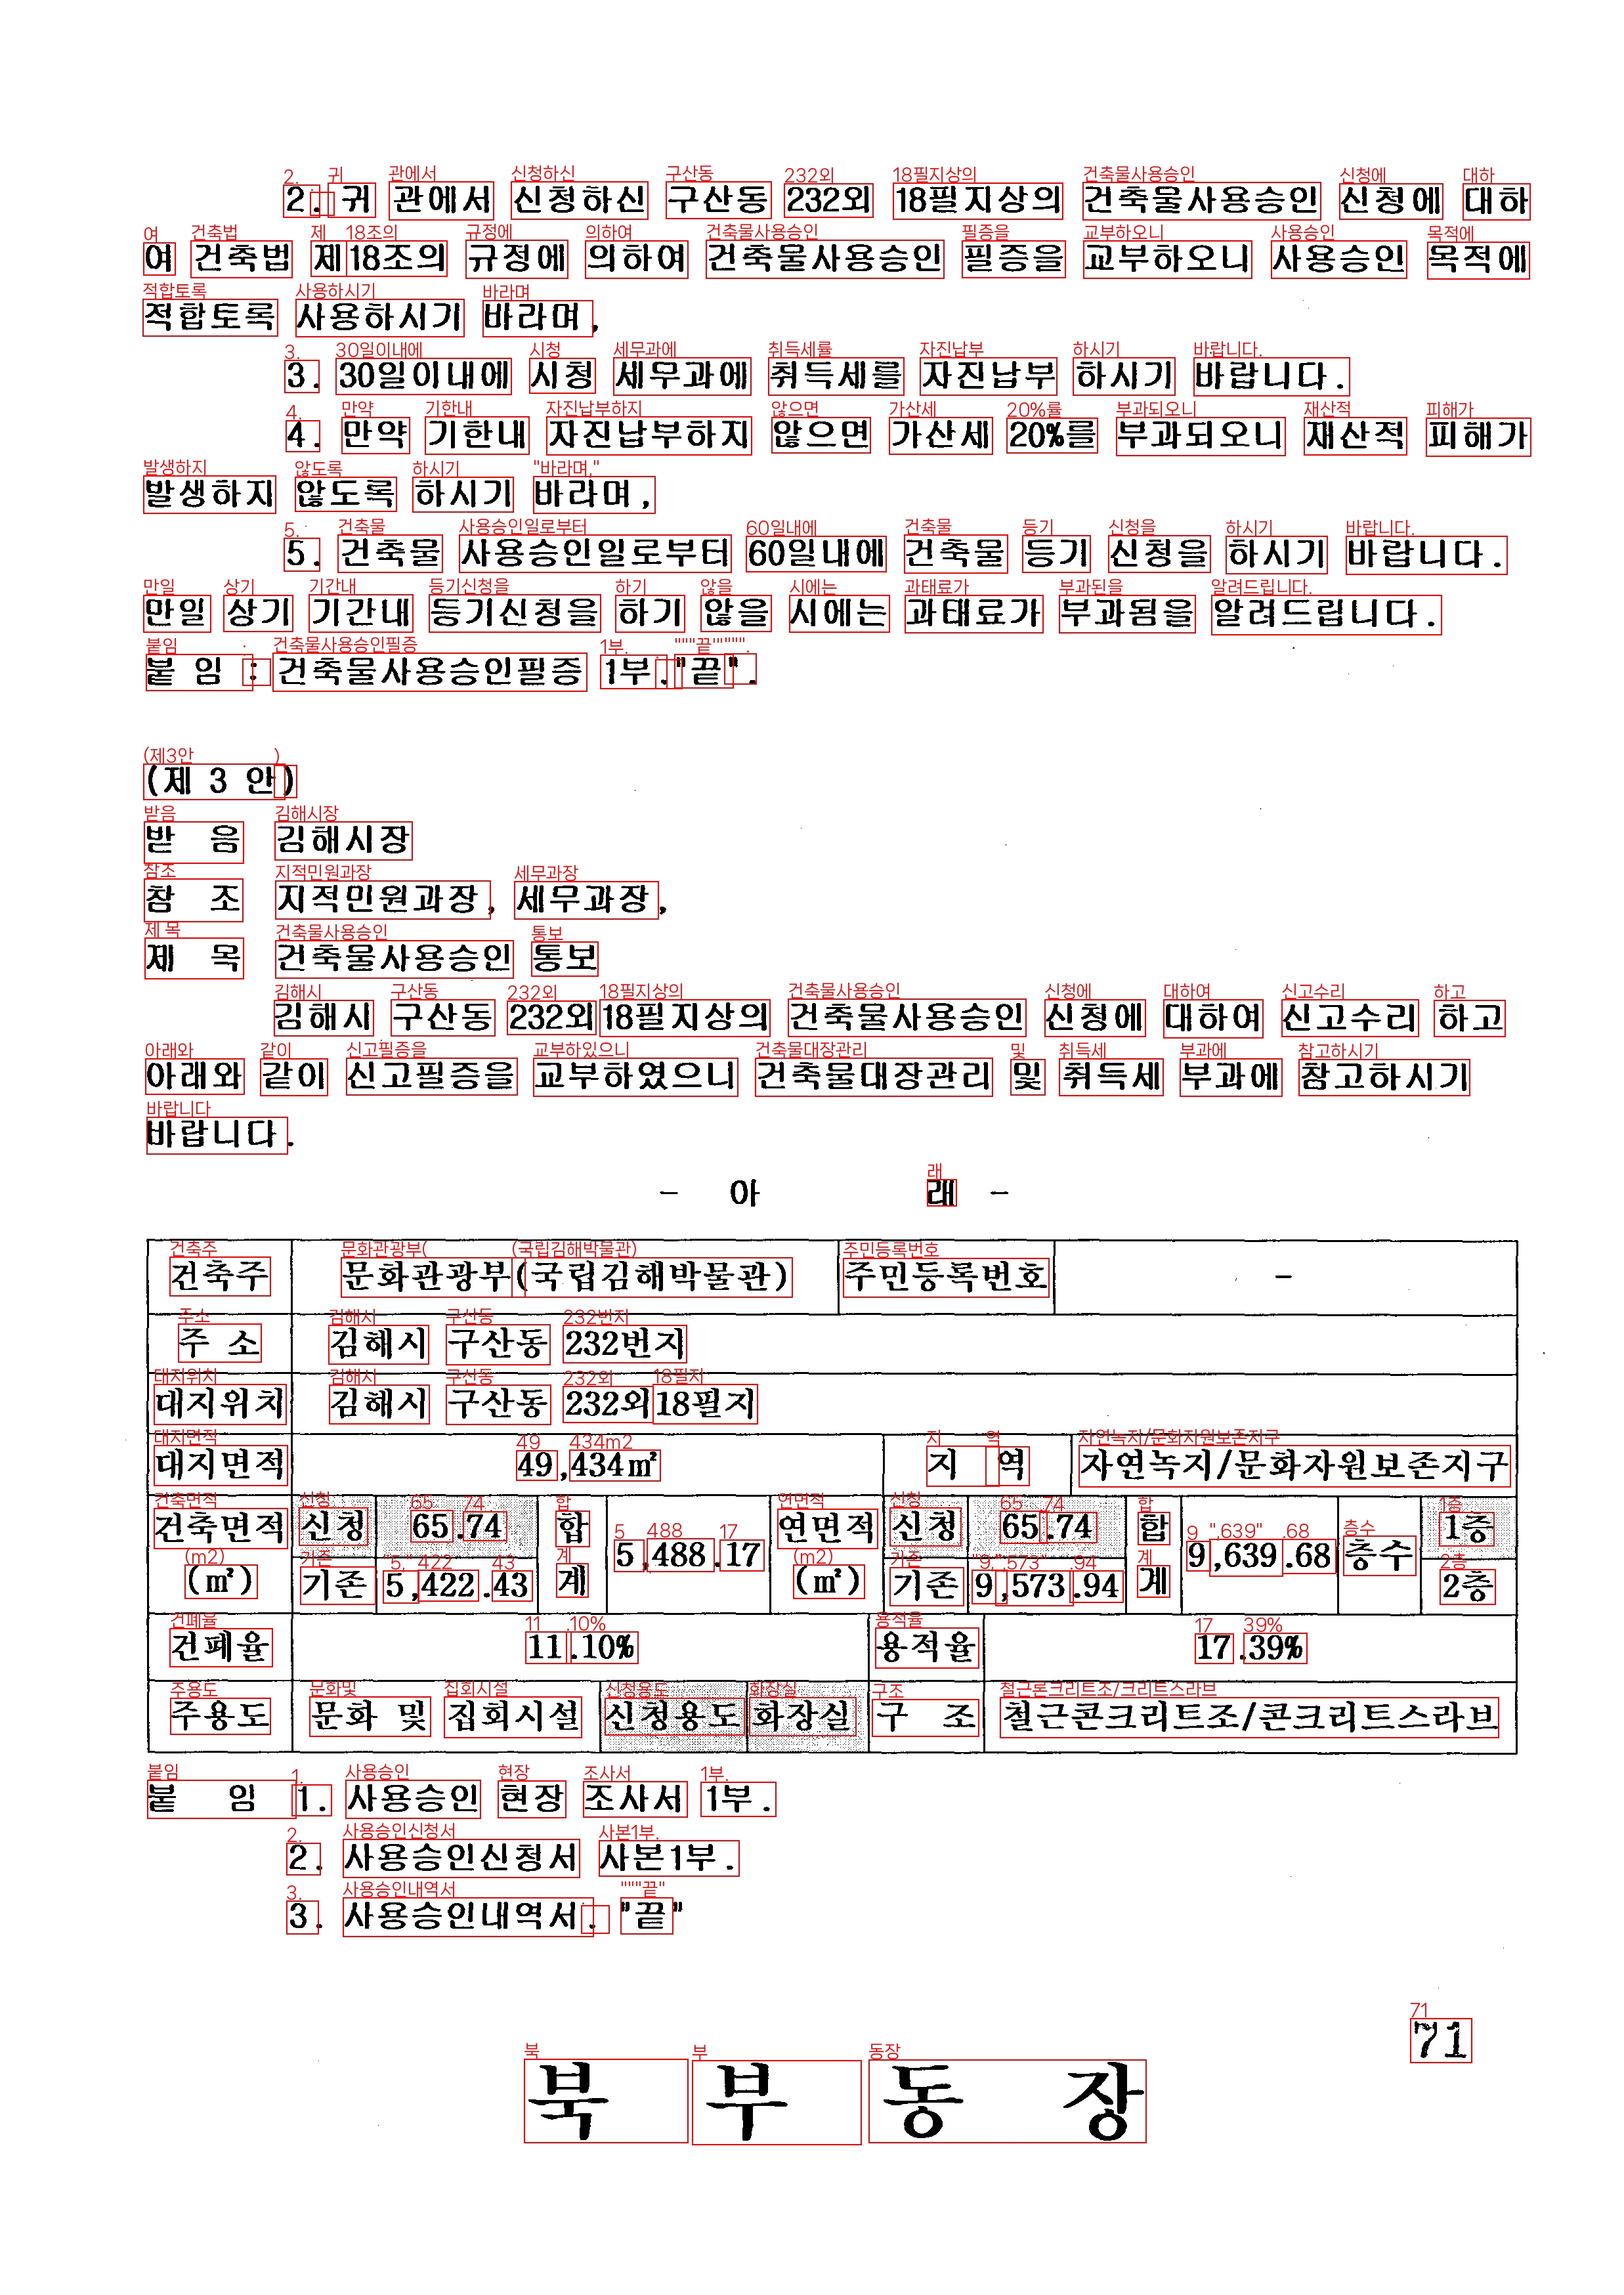 2. 귀 관에서 신청하신 구산동 232외 18필지상의 건축물사용승인 신청에 대하
여 건축법 제18조의 규정에 의하여 건축물사용승인 필증을 교부하오니 사용승인 목적에
적합토록 사용하시기 바라며,
3. 30일이내에 시청 세무과에 취득세를 자진납부 하시기 바랍니다.
4. 만약 기한내 자진납부하지 않으면 가산세 20%를 부과되오니 재산적 피해가
발생하지 않도록 하시기 바라며,
5. 건축물 사용승인일로부터 60일내에 건축물 등기 신청을 하시기 바랍니다.
만일 상기 기간내 등기신청을 하기 않을 시에는 과태료가 부과됨을 알려드립니다.
붙 임 : 건축물사용승인필증 1부."끝".
(제 3 안)
받 음 김해시장
참 조 지적민원과장, 세무과장,
제 목 건축물사용승인 통보
김해시 구산동 232외18필지상의 건축물사용승인 신청에 대하여 신고수리 하고
아래와 같이 신고필증을 교부하였으니 건축물대장관리 및 취득세 부과에 참고하시기
바랍니다.
- 아 래 -
건축주 문화관광부(국립김해박물관) 주민등록번호 -
주 소 김해시 구산동 232번지
대지위치 김해시 구산동 232외18필지
대지면적 49,434㎡ 지 역 자연녹지/문화자원보존지구
건축면적 (㎡) 신청 65.74 합계 5,488.17 연면적 (㎡) 신청 65.74 합계 9,639.68 층수 1층
기존 5,422.43 기존 9,573.94 2층
건폐율 11.10% 용적율 17.39%
주용도 문화 및 집회시설 신청용도 화장실 구 조 철근콘크리트조/콘크리트스라브
붙 임 1. 사용승인 현장 조사서 1부.
2. 사용승인신청서 사본1부.
3. 사용승인내역서. "끝"
71
북 부 동 장